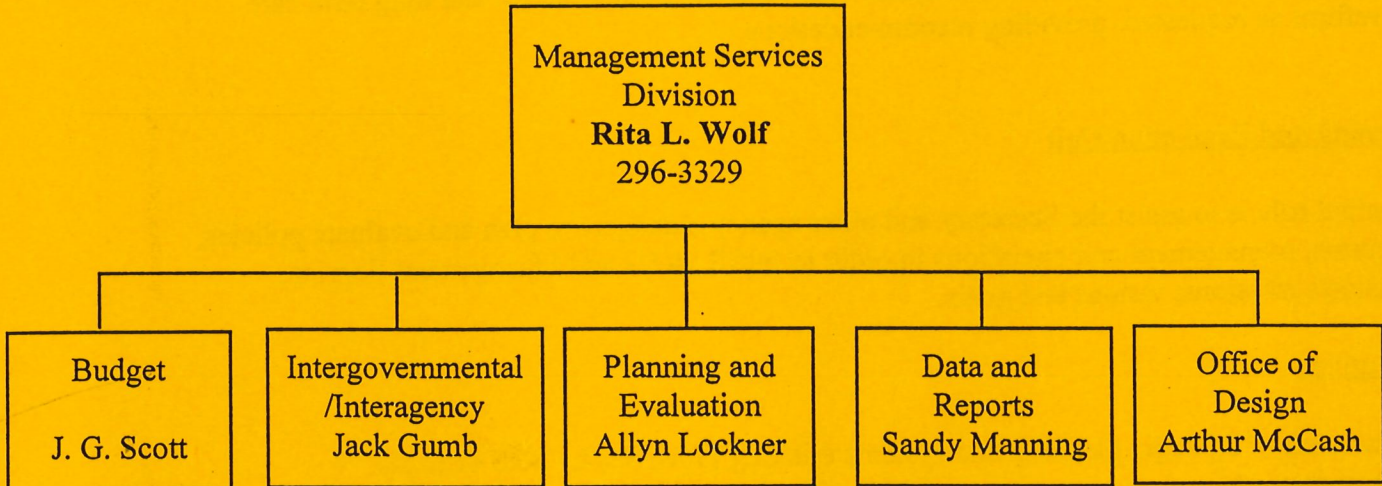 Management Services
Division
Rita L. Wolf
296-3329
Budget
J. G. Scott
Intergovernmental
/Interagency
Jack Gumb
Planning and
Evaluation
Allyn Lockner
Data and
Reports
Sandy Manning
Office of
Design
Arthur McCash